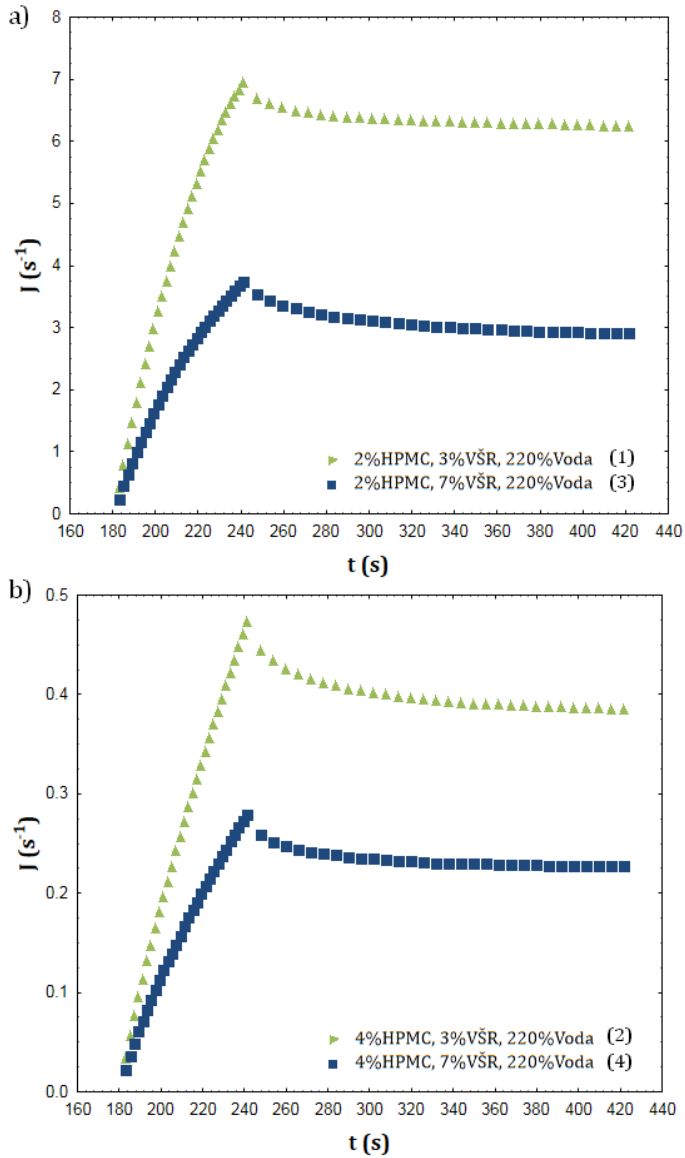 a)
8
7
6
5
4
3
2
1
0
J (s⁻¹)
2%HPMC, 3%VŠR, 220%Voda (1)
2%HPMC, 7%VŠR, 220%Voda (3)
160 180 200 220 240 260 280 300 320 340 360 380 400 420 440
t (s)
b)
0.5
0.4
0.3
0.2
0.1
0.0
J (s⁻¹)
4%HPMC, 3%VŠR, 220%Voda (2)
4%HPMC, 7%VŠR, 220%Voda (4)
160 180 200 220 240 260 280 300 320 340 360 380 400 420 440
t (s)